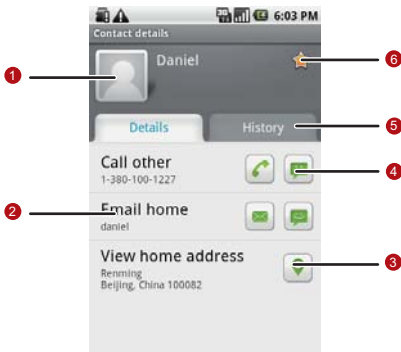 3G 6:03 PM
Contact details
Daniel
1
6
Details
History
5
Call other
1-380-100-1227
4
Email home
2
daniel
View home address
3
Renming
Beijing, China 100082